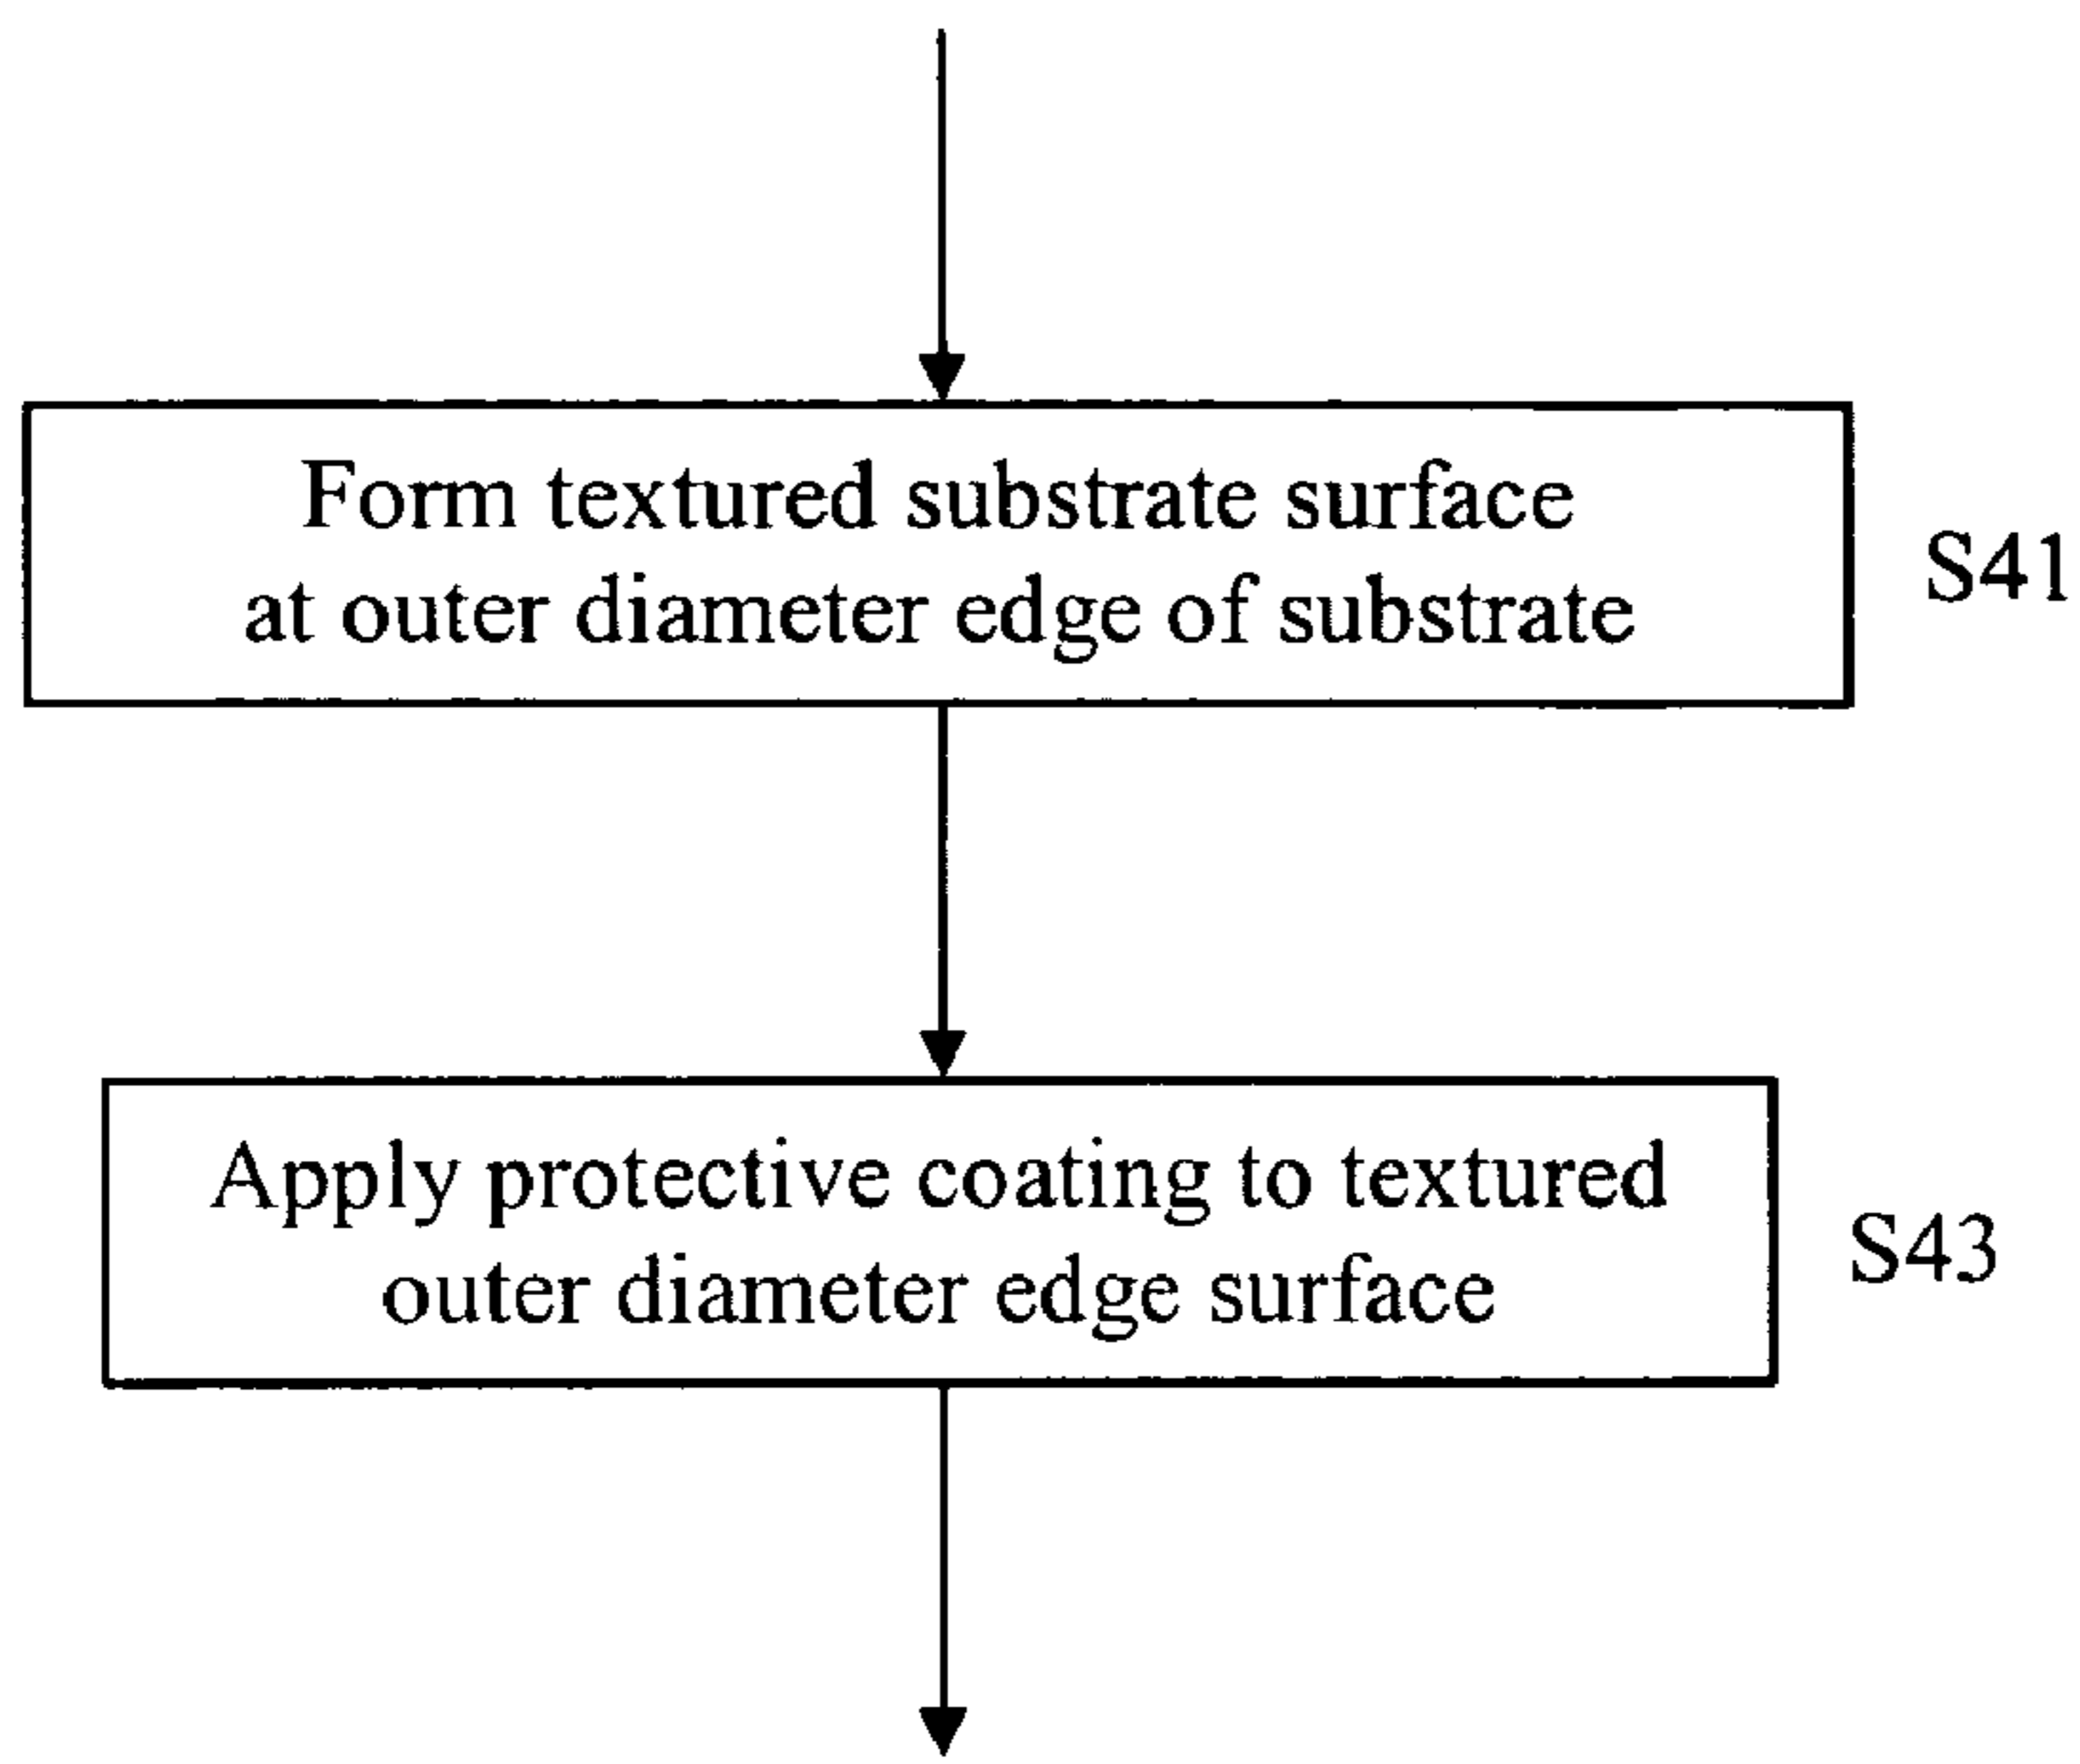 Form textured substrate surface
at outer diameter edge of substrate
S41
Apply protective coating to textured
outer diameter edge surface
S43